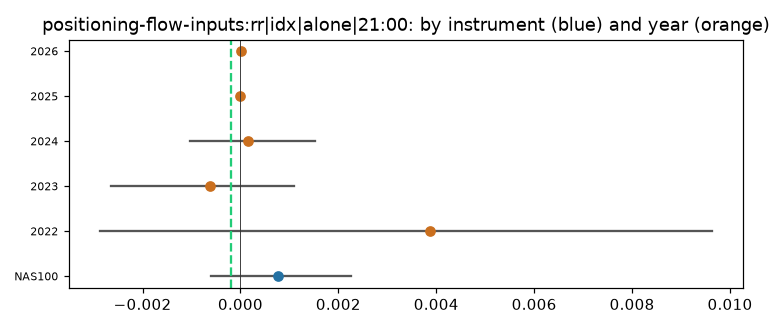 positioning-flow-inputs:rr|idx|alone|21:00: by instrument (blue) and year (orange)
2026
2025
2024
2023
2022
NAS100
−0.002 0.000 0.002 0.004 0.006 0.008 0.010